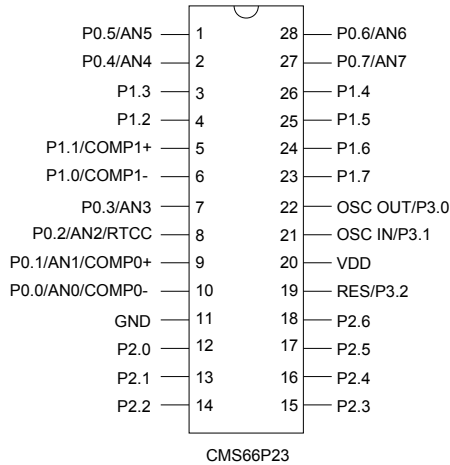 P0.5/AN5 1 28 P0.6/AN6
P0.4/AN4 2 27 P0.7/AN7
P1.3 3 26 P1.4
P1.2 4 25 P1.5
P1.1/COMP1+ 5 24 P1.6
P1.0/COMP1- 6 23 P1.7
P0.3/AN3 7 22 OSC OUT/P3.0
P0.2/AN2/RTCC 8 21 OSC IN/P3.1
P0.1/AN1/COMP0+ 9 20 VDD
P0.0/AN0/COMP0- 10 19 RES/P3.2
GND 11 18 P2.6
P2.0 12 17 P2.5
P2.1 13 16 P2.4
P2.2 14 15 P2.3
CMS66P23